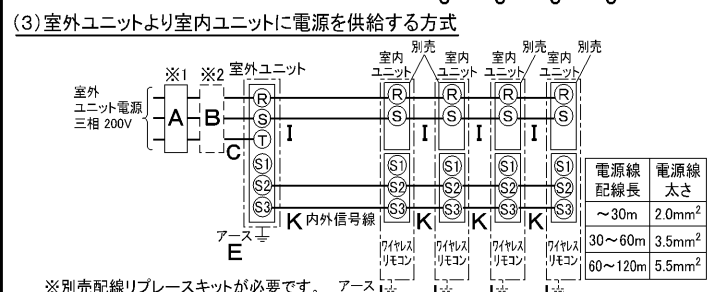 (3)室外ユニットより室内ユニットに電源を供給する方式
※1 ※2 室外ユニット
室外
ユニット電源
三相 200V
A B C
R
S
T
S1
S2
S3
アース
E
I I I I
K 内外信号線 K K K
室内
ユニット
別売
室内
ユニット
室内
ユニット
別売
室内
ユニット
別売
R R R R
S S S S
S1 S1 S1 S1
S2 S2 S2 S2
S3 S3 S3 S3
ワイヤレス
リモコン
ワイヤレス
リモコン
ワイヤレス
リモコン
ワイヤレス
リモコン
電源線
配線長
電源線
太さ
～30m 2.0mm²
30～60m 3.5mm²
60～120m 5.5mm²
※別売配線リプレースキットが必要です。 アース